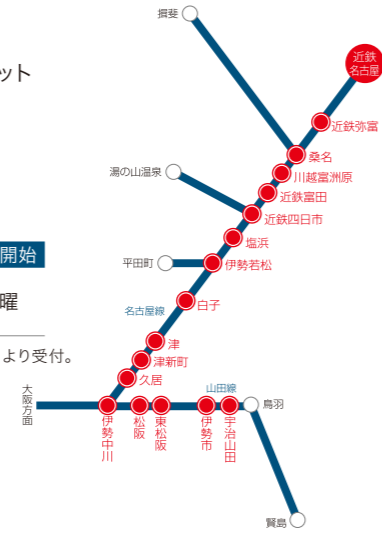 揖斐
近鉄
名古屋
ット
近鉄弥富
桑名
湯の山温泉
川越富洲原
近鉄富田
近鉄四日市
塩浜
開始
平田町
伊勢若松
曜
名古屋線
白子
津
より受付。
津新町
久居
大阪方面
山田線
鳥羽
伊勢中川
松阪
東松阪
伊勢市
宇治山田
賢島